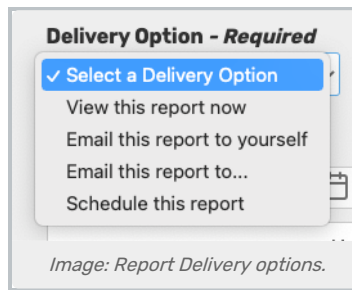 Delivery Option - Required
✓ Select a Delivery Option
View this report now
Email this report to yourself
Email this report to...
Schedule this report
Image: Report Delivery options.